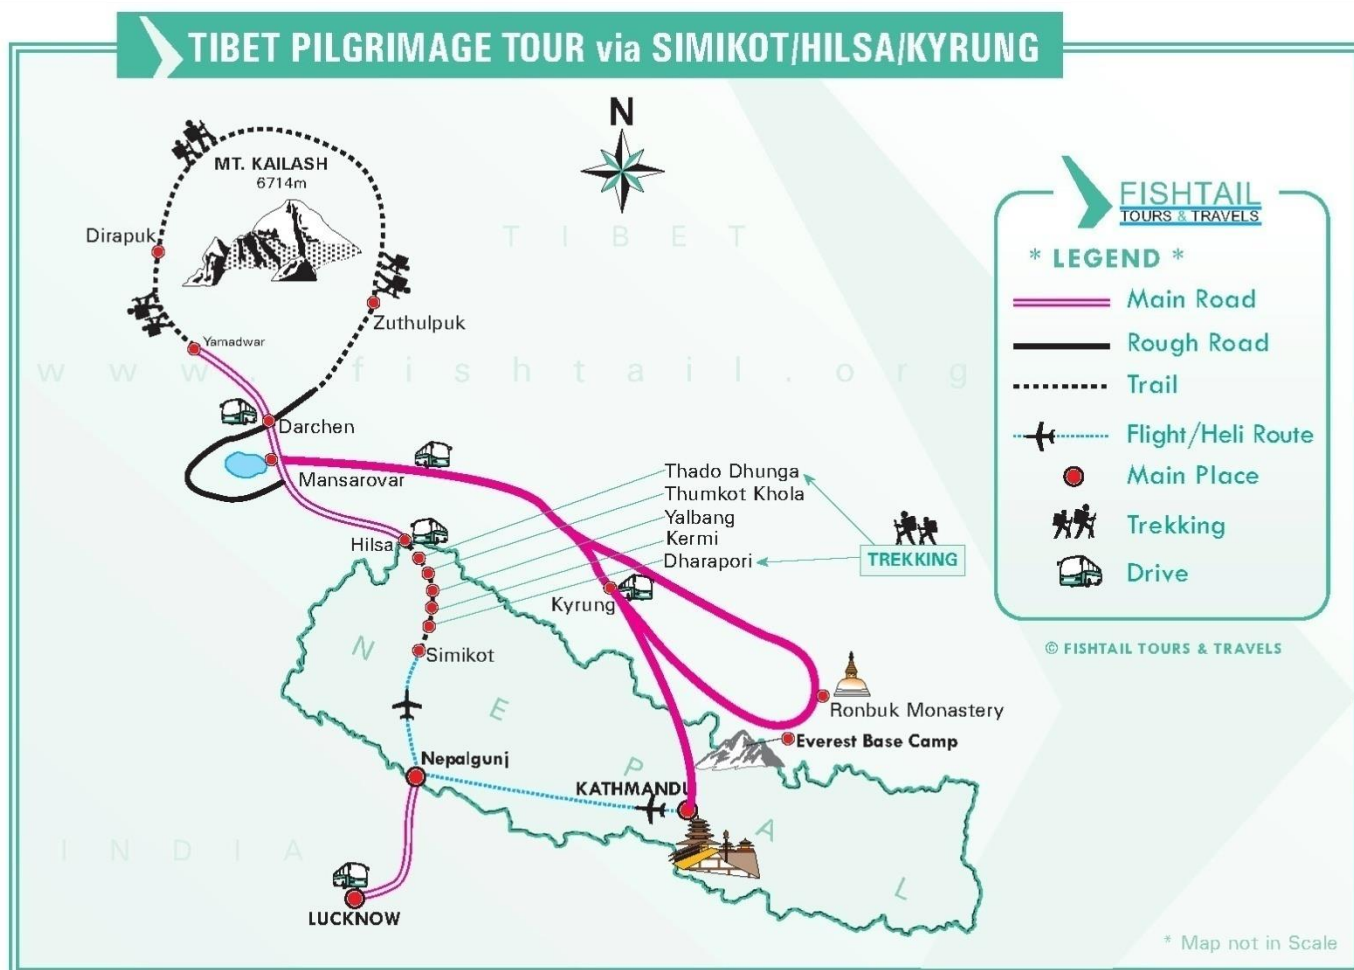 TIBET PILGRIMAGE TOUR via SIMIKOT/HILSA/KYRUNG
N
MT. KAILASH
6714m
Dirapuk
Zuthulpuk
Yamadwar
TIBET
www.fishtail.org
Darchen
Mansarovar
Hilsa
Thado Dhunga
Thumkot Khola
Yalbang
Kermi
Dharapori
TREKKING
Kyrung
Simikot
NEPAL
Ronbuk Monastery
Everest Base Camp
Nepalgunj
KATHMANDU
INDIA
LUCKNOW
FISHTAIL
TOURS & TRAVELS
* LEGEND *
Main Road
Rough Road
Trail
Flight/Heli Route
Main Place
Trekking
Drive
© FISHTAIL TOURS & TRAVELS
* Map not in Scale